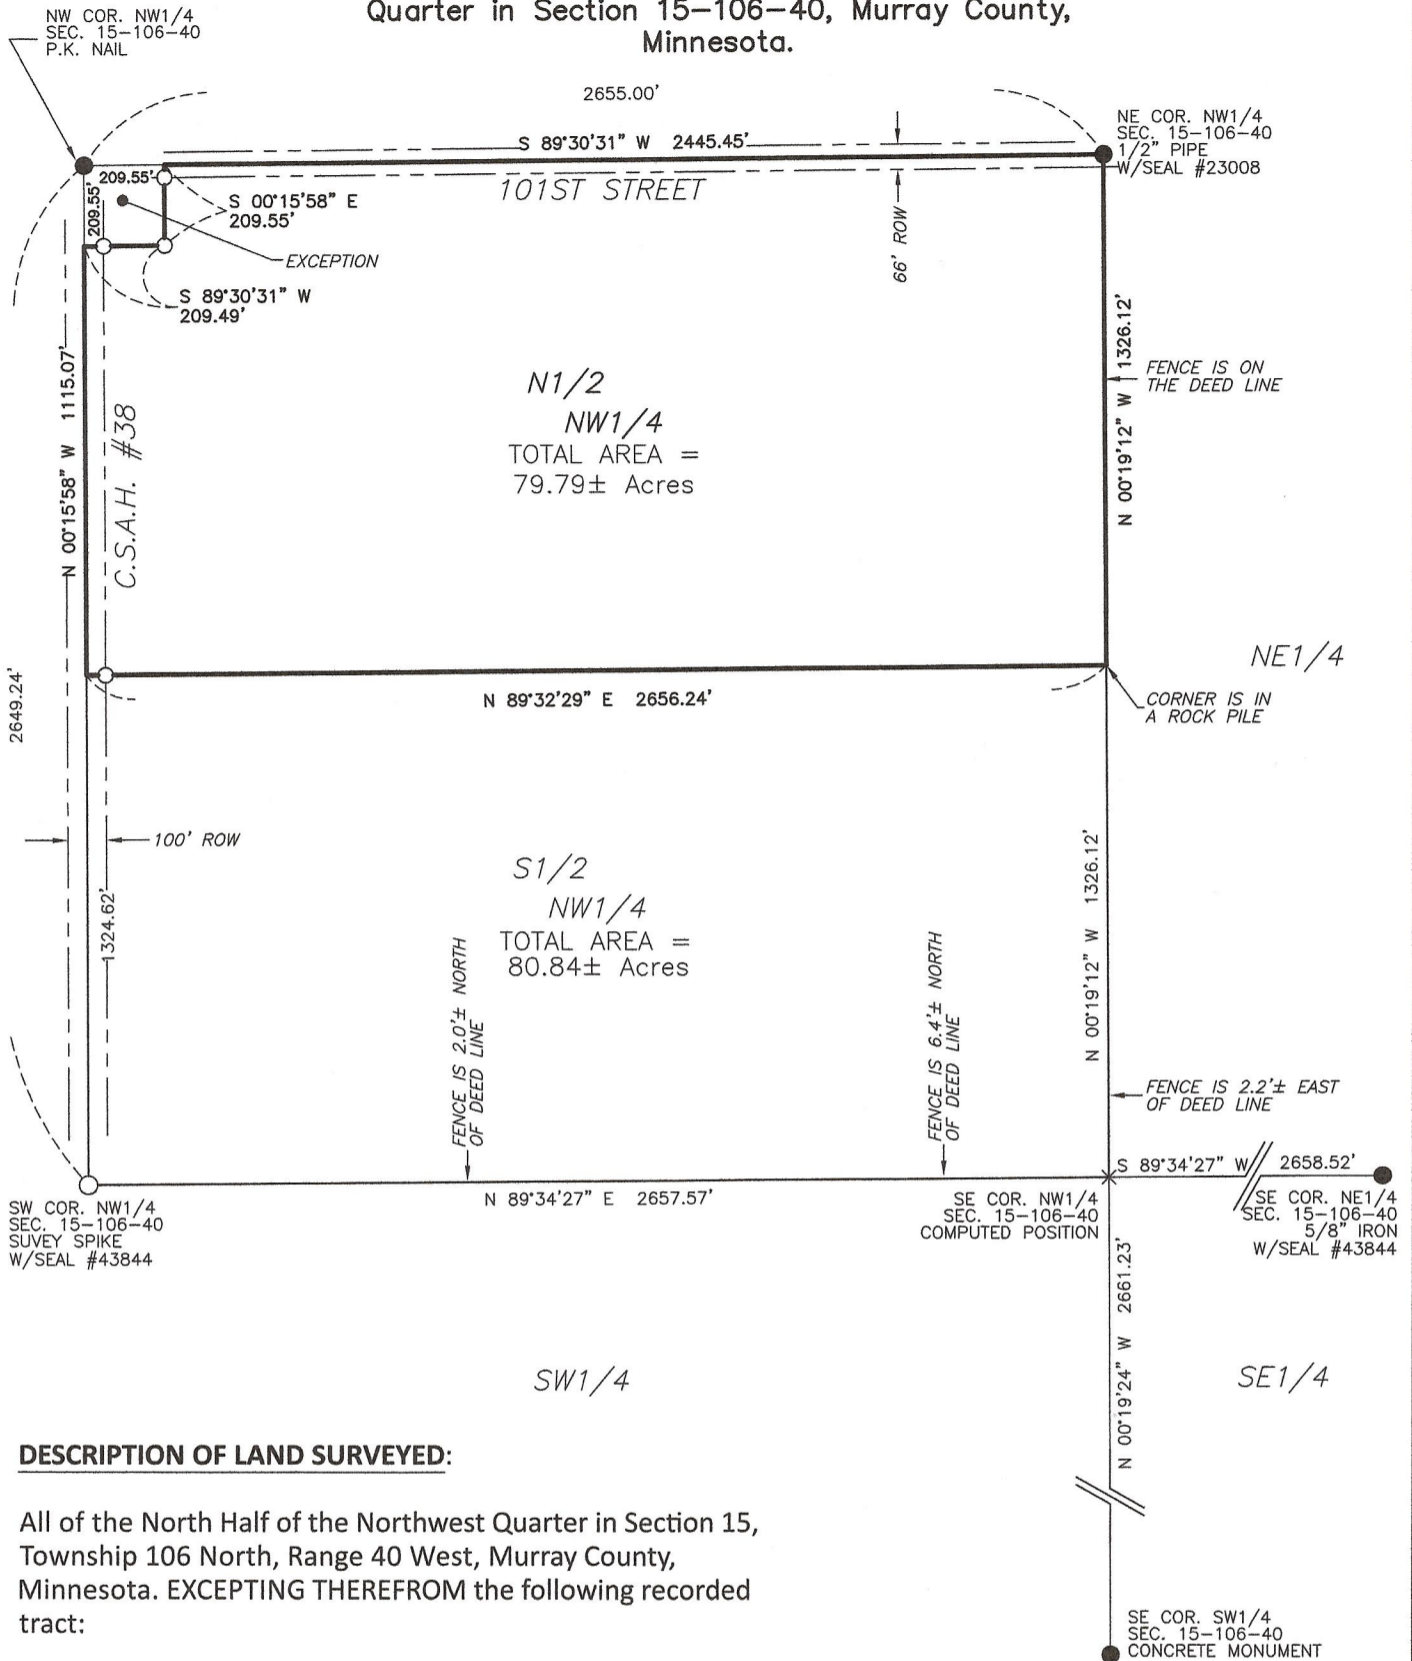 Quarter in Section 15–106–40, Murray County,
Minnesota.
NW COR. NW1/4
SEC. 15–106–40
P.K. NAIL
2655.00'
S 89°30'31" W 2445.45'
NE COR. NW1/4
SEC. 15–106–40
1/2" PIPE
W/SEAL #23008
209.55'
209.55'
101ST STREET
S 00°15'58" E
209.55'
66' ROW
EXCEPTION
S 89°30'31" W
209.49'
N 00°15'58" W 1115.07'
C.S.A.H. #38
N1/2
NW1/4
TOTAL AREA =
79.79± Acres
N 00°19'12" W 1326.12'
FENCE IS ON
THE DEED LINE
NE1/4
2649.24'
N 89°32'29" E 2656.24'
CORNER IS IN
A ROCK PILE
100' ROW
1324.62'
S1/2
NW1/4
TOTAL AREA =
80.84± Acres
FENCE IS 2.0'± NORTH
OF DEED LINE
FENCE IS 6.4'± NORTH
OF DEED LINE
N 00°19'12" W 1326.12'
FENCE IS 2.2'± EAST
OF DEED LINE
S 89°34'27" W 2658.52'
SW COR. NW1/4
SEC. 15–106–40
SUVEY SPIKE
W/SEAL #43844
N 89°34'27" E 2657.57'
SE COR. NW1/4
SEC. 15–106–40
COMPUTED POSITION
SE COR. NE1/4
SEC. 15–106–40
5/8" IRON
W/SEAL #43844
N 00°19'24" W 2661.23'
SW1/4
SE1/4
DESCRIPTION OF LAND SURVEYED:
All of the North Half of the Northwest Quarter in Section 15,
Township 106 North, Range 40 West, Murray County,
Minnesota. EXCEPTING THEREFROM the following recorded
tract:
SE COR. SW1/4
SEC. 15–106–40
CONCRETE MONUMENT